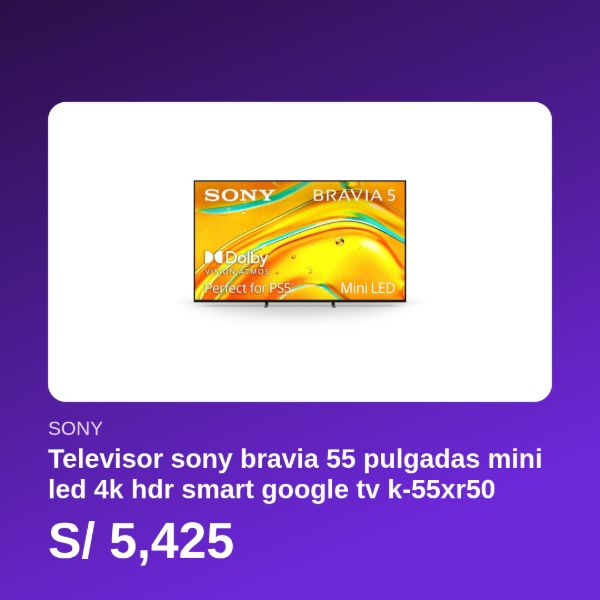 SONY BRAVIA 5
Dolby
VISION·ATMOS
Perfect for PS5 Mini LED
SONY
Televisor sony bravia 55 pulgadas mini
led 4k hdr smart google tv k-55xr50
S/ 5,425